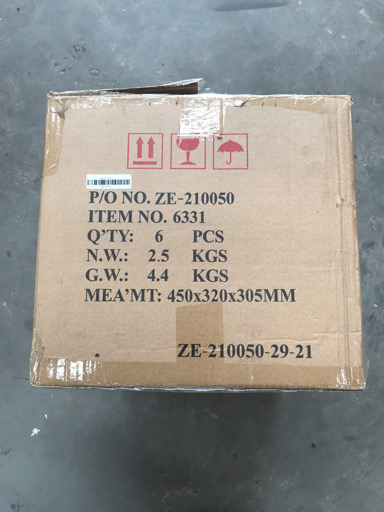 P/O NO. ZE-210050
ITEM NO. 6331
Q'TY: 6 PCS
N.W.: 2.5 KGS
G.W.: 4.4 KGS
MEA'MT: 450x320x305MM
ZE-210050-29-21